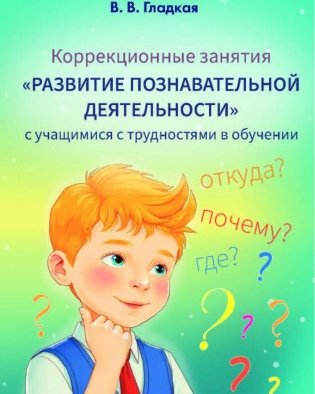 В. В. Гладкая
Коррекционные занятия
«РАЗВИТИЕ ПОЗНАВАТЕЛЬНОЙ
ДЕЯТЕЛЬНОСТИ»
с учащимися с трудностями в обучении
откуда?
почему?
где? ?
? ? ? ? ? ?